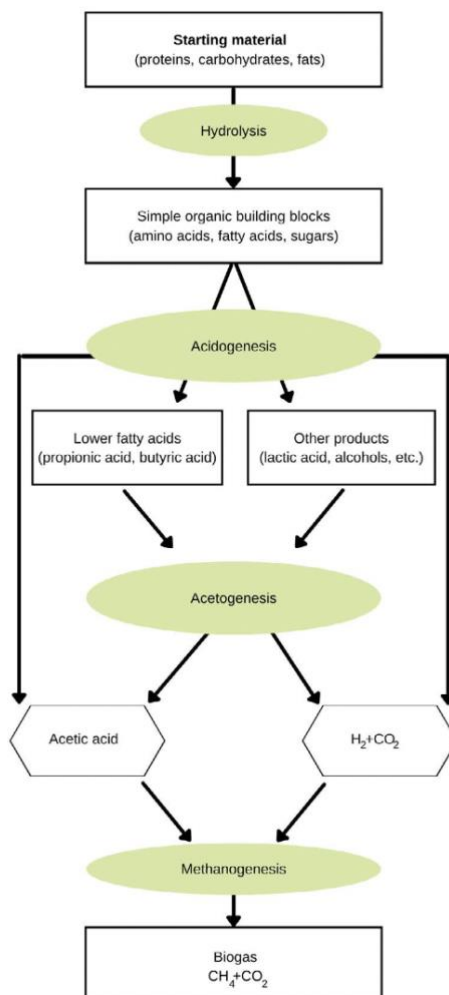 Starting material
(proteins, carbohydrates, fats)
Hydrolysis
Simple organic building blocks
(amino acids, fatty acids, sugars)
Acidogenesis
Lower fatty acids
(propionic acid, butyric acid)
Other products
(lactic acid, alcohols, etc.)
Acetogenesis
Acetic acid
H₂+CO₂
Methanogenesis
Biogas
CH₄+CO₂